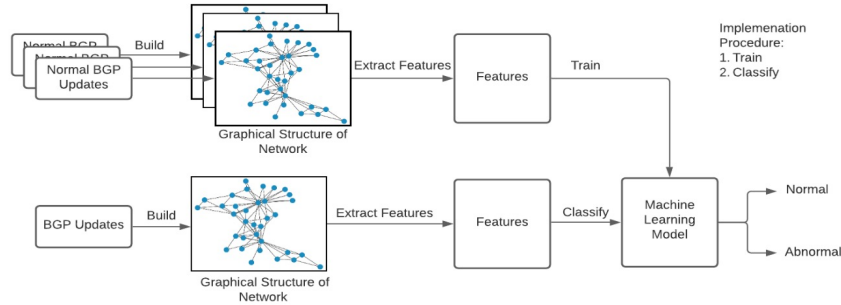 Normal BGP
Normal BGP
Normal BGP
Updates
Build
Graphical Structure of
Network
Extract Features
Features
Train
Implemenation
Procedure:
1. Train
2. Classify
BGP Updates
Build
Graphical Structure of
Network
Extract Features
Features
Classify
Machine
Learning
Model
Normal
Abnormal